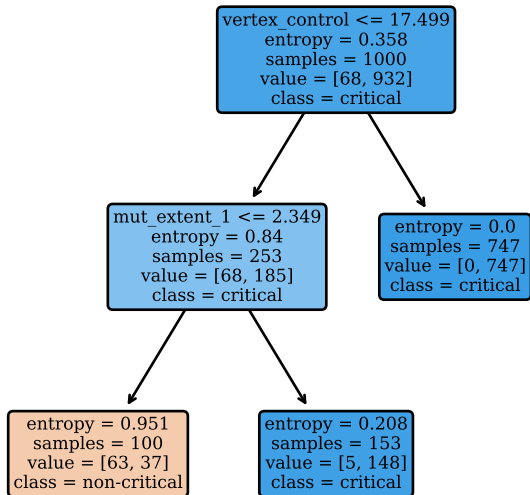 vertex_control <= 17.499
entropy = 0.358
samples = 1000
value = [68, 932]
class = critical
mut_extent_1 <= 2.349
entropy = 0.84
samples = 253
value = [68, 185]
class = critical
entropy = 0.0
samples = 747
value = [0, 747]
class = critical
entropy = 0.951
samples = 100
value = [63, 37]
class = non-critical
entropy = 0.208
samples = 153
value = [5, 148]
class = critical